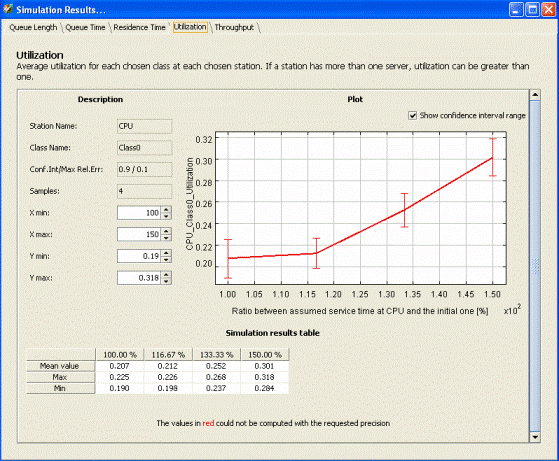 Simulation Results...
Queue Length Queue Time Residence Time Utilization Throughput
Utilization
Average utilization for each chosen class at each chosen station. If a station has more than one server, utilization can be greater than
one.
Description
Station Name: CPU
Class Name: Class0
Conf.Int/Max Rel.Err: 0.9 / 0.1
Samples: 4
X min: 100
X max: 150
Y min: 0.19
Y max: 0.318
Plot
Show confidence interval range
CPU_Class0_Utilization
0.32
0.30
0.28
0.26
0.24
0.22
0.20
1.00 1.05 1.10 1.15 1.20 1.25 1.30 1.35 1.40 1.45 1.50
Ratio between assumed service time at CPU and the initial one [%] x10²
Simulation results table
100.00 % 116.67 % 133.33 % 150.00 %
Mean value 0.207 0.212 0.252 0.301
Max 0.225 0.226 0.268 0.318
Min 0.190 0.198 0.237 0.284
The values in red could not be computed with the requested precision